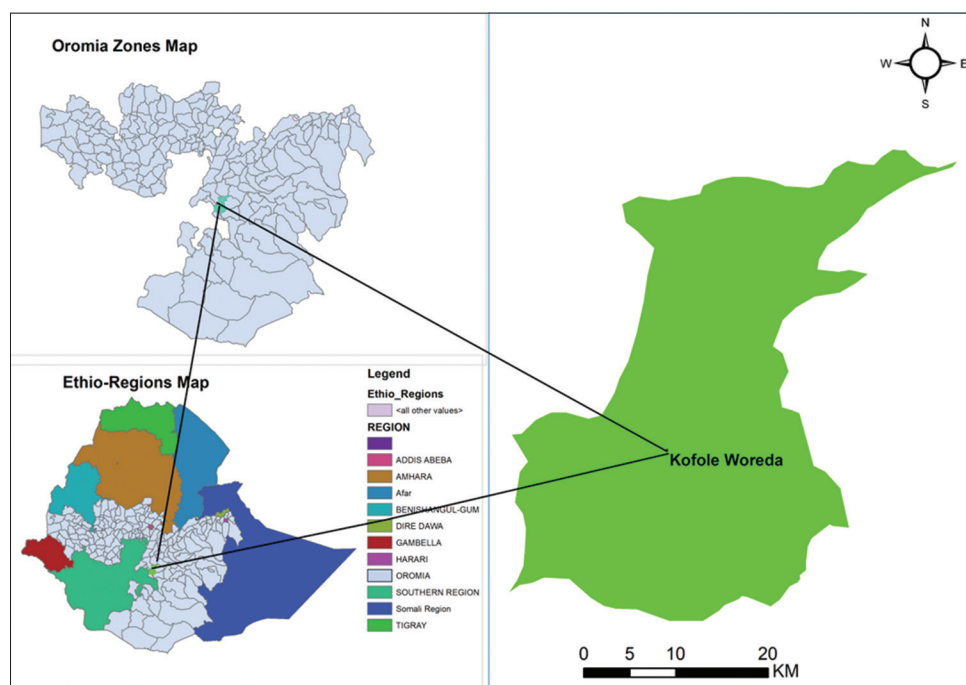 Oromia Zones Map
N
W
E
S
Ethio-Regions Map
Legend
Ethio_Regions
<all other values>
REGION
ADDIS ABEBA
AMHARA
Afar
BENISHANGUL-GUM
DIRE DAWA
GAMBELLA
HARARI
OROMIA
SOUTHERN REGION
Somali Region
TIGRAY
Kofole Woreda
0 5 10 20
KM